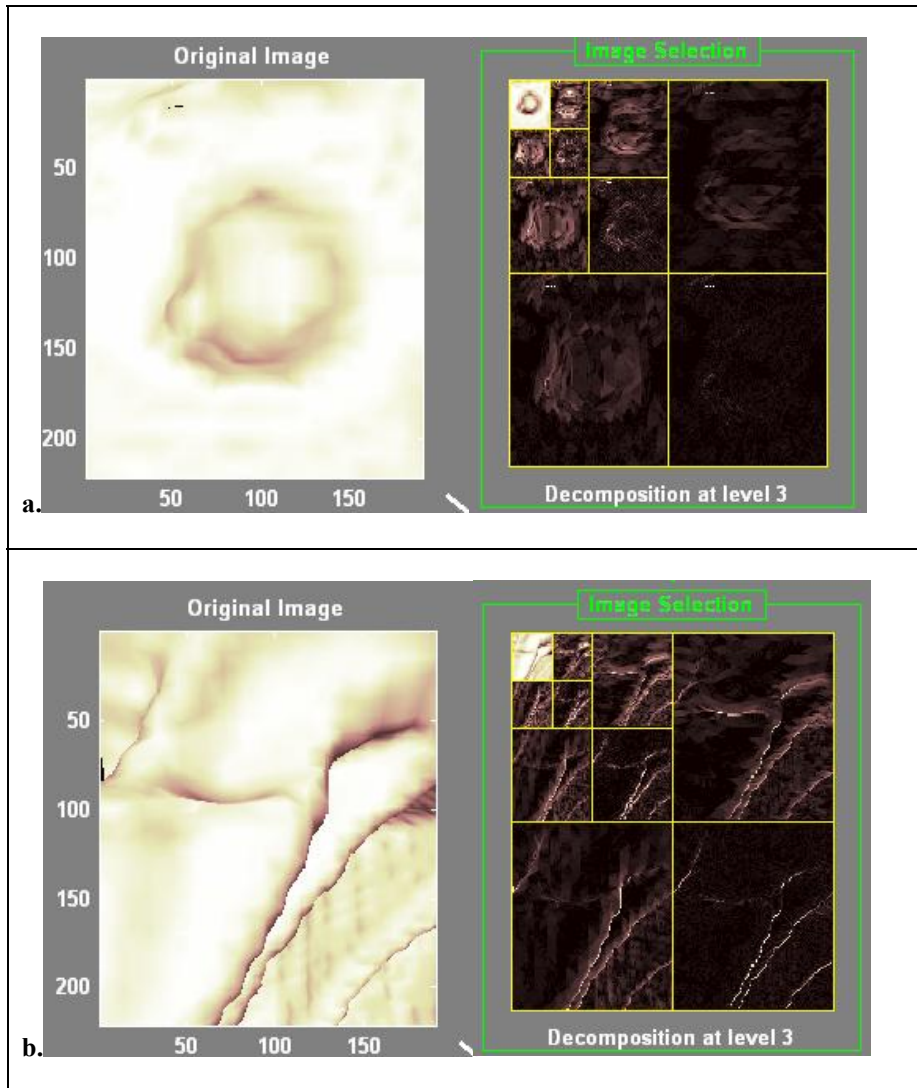 Original Image
Image Selection
50
100
150
200
50 100 150
Decomposition at level 3
a.
Original Image
Image Selection
50
100
150
200
50 100 150
Decomposition at level 3
b.